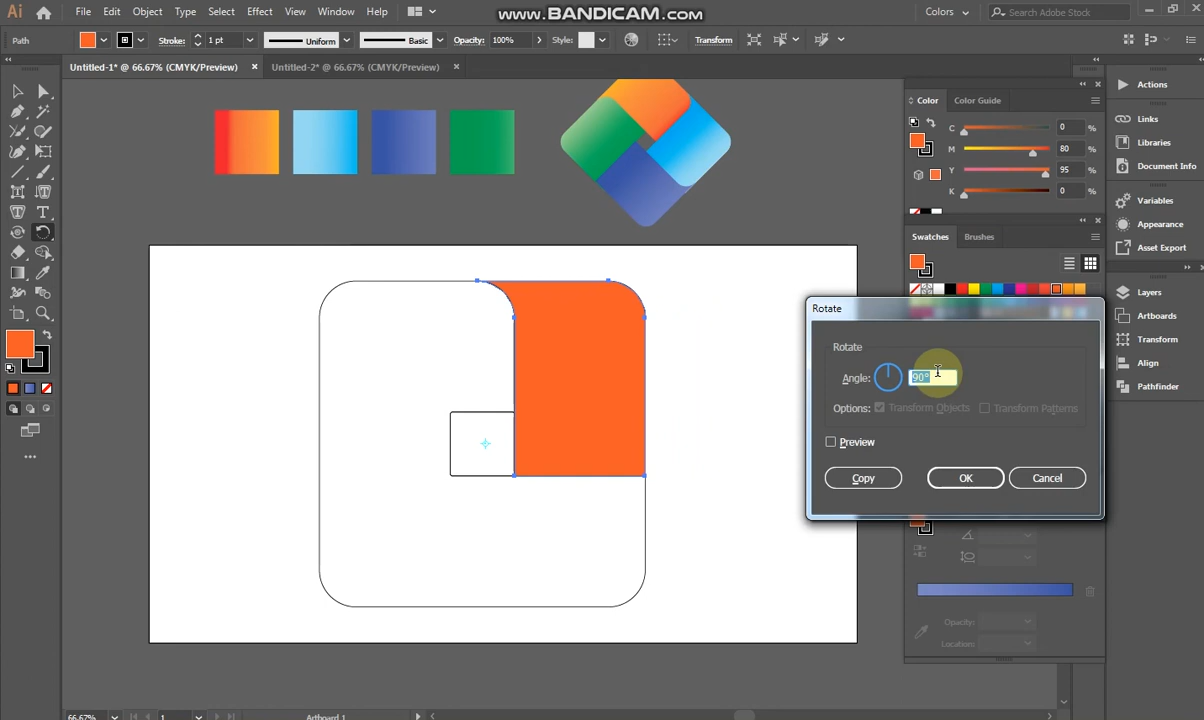 Ai File Edit Object Type Select Effect View Window Help Colors Search Adobe Stock
www.BANDICAM.com
Path Stroke: 1 pt Uniform Basic Opacity: 100% Style: Transform
Untitled-1* @ 66.67% (CMYK/Preview) × Untitled-2* @ 66.67% (CMYK/Preview) ×
Color Color Guide
C 0 %
M 80 %
Y 95 %
K 0 %
Swatches Brushes
Actions
Links
Libraries
Document Info
Variables
Appearance
Asset Export
Layers
Artboards
Transform
Align
Pathfinder
Rotate
Rotate
Angle: 90°
Options: Transform Objects Transform Patterns
Preview
Copy OK Cancel
Opacity:
Location:
66.67% 1 Artboard 1